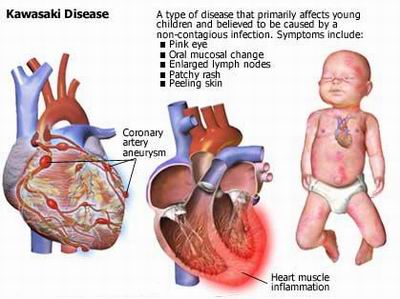 Kawasaki Disease
A type of disease that primarily affects young
children and believed to be caused by a
non-contagious infection. Symptoms include:
■ Pink eye
■ Oral mucosal change
■ Enlarged lymph nodes
■ Patchy rash
■ Peeling skin
Coronary
artery
aneurysm
Heart muscle
inflammation